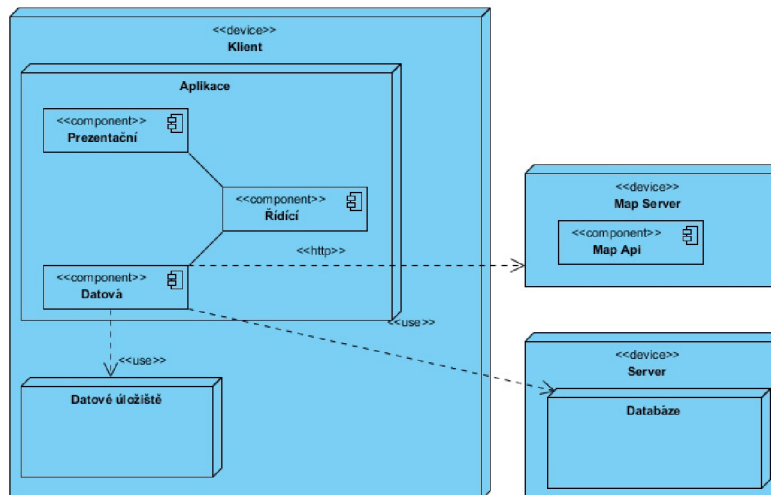 <<device>>
Klient
Aplikace
<<component>>
Prezentační
<<component>>
Řídící
<<http>>
<<component>>
Datová
<<use>>
<<use>>
Datové úložiště
<<device>>
Map Server
<<component>>
Map Api
<<device>>
Server
Databáze